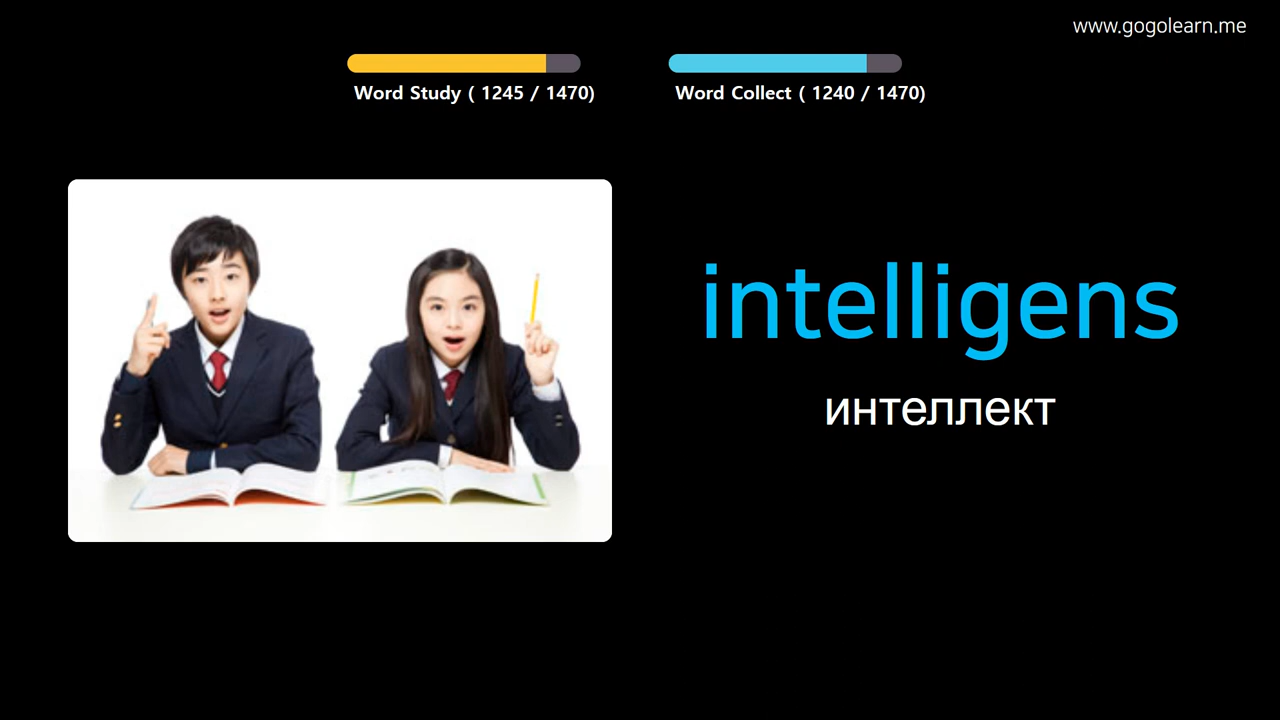 www.gogolearn.me
Word Study ( 1245 / 1470)
Word Collect ( 1240 / 1470)
intelligens
интеллект